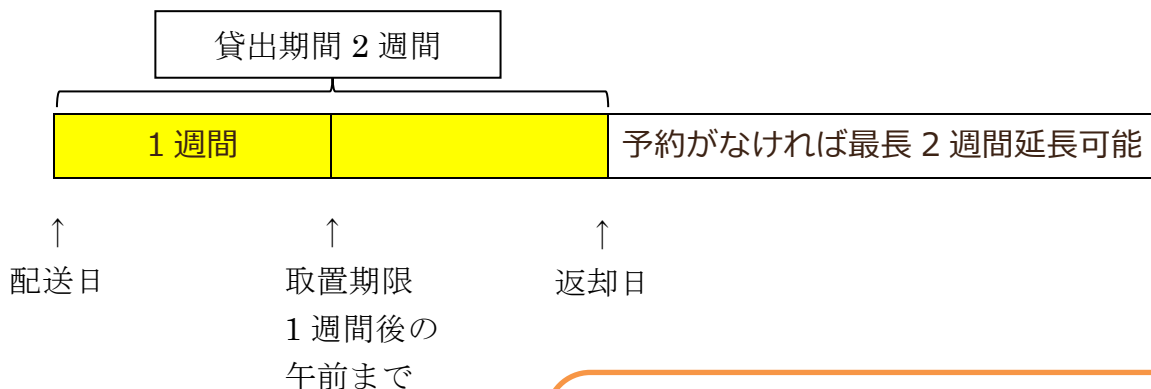 貸出期間 2 週間
1 週間
予約がなければ最長 2 週間延長可能
↑ ↑ ↑
配送日 取置期限 返却日
1 週間後の
午前まで